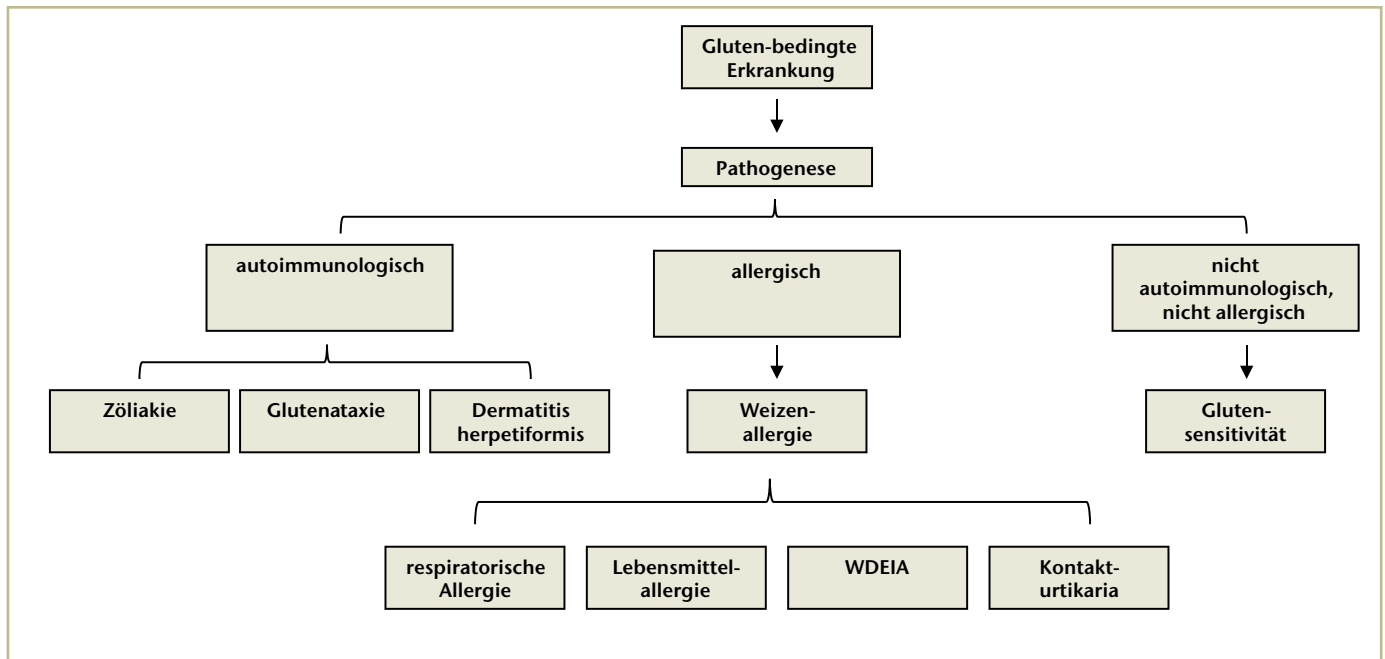 Gluten-bedingte
Erkrankung
Pathogenese
autoimmunologisch
allergisch
nicht
autoimmunologisch,
nicht allergisch
Zöliakie
Glutenataxie
Dermatitis
herpetiformis
Weizen-
allergie
Gluten-
sensitivität
respiratorische
Allergie
Lebensmittel-
allergie
WDEIA
Kontakt-
urtikaria